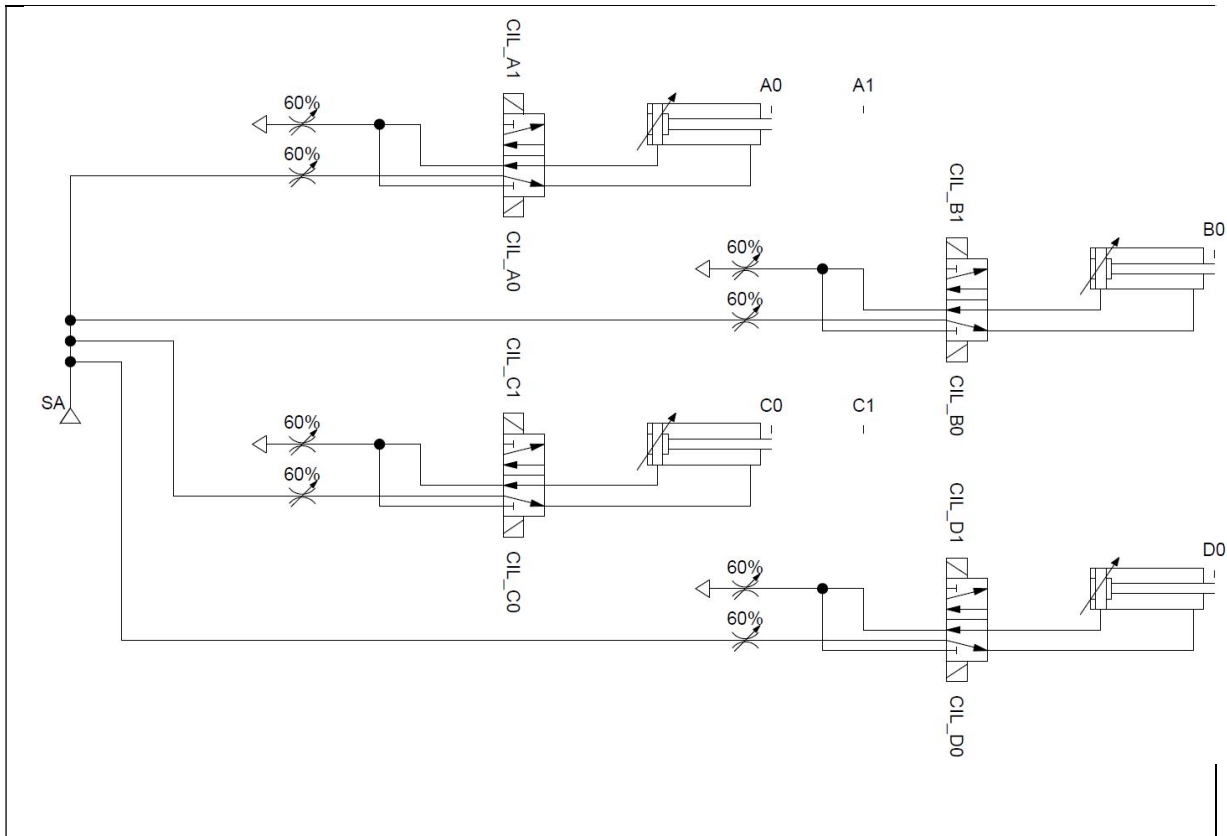 CIL_A1
A0
A1
60%
60%
CIL_A0
CIL_B1
B0
60%
60%
CIL_B0
SA
CIL_C1
C0
C1
60%
60%
CIL_C0
CIL_D1
D0
60%
60%
CIL_D0